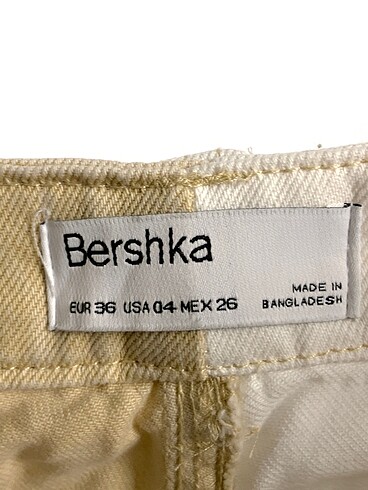 Bershka
EUR 36 USA 04 MEX 26
MADE IN
BANGLADESH